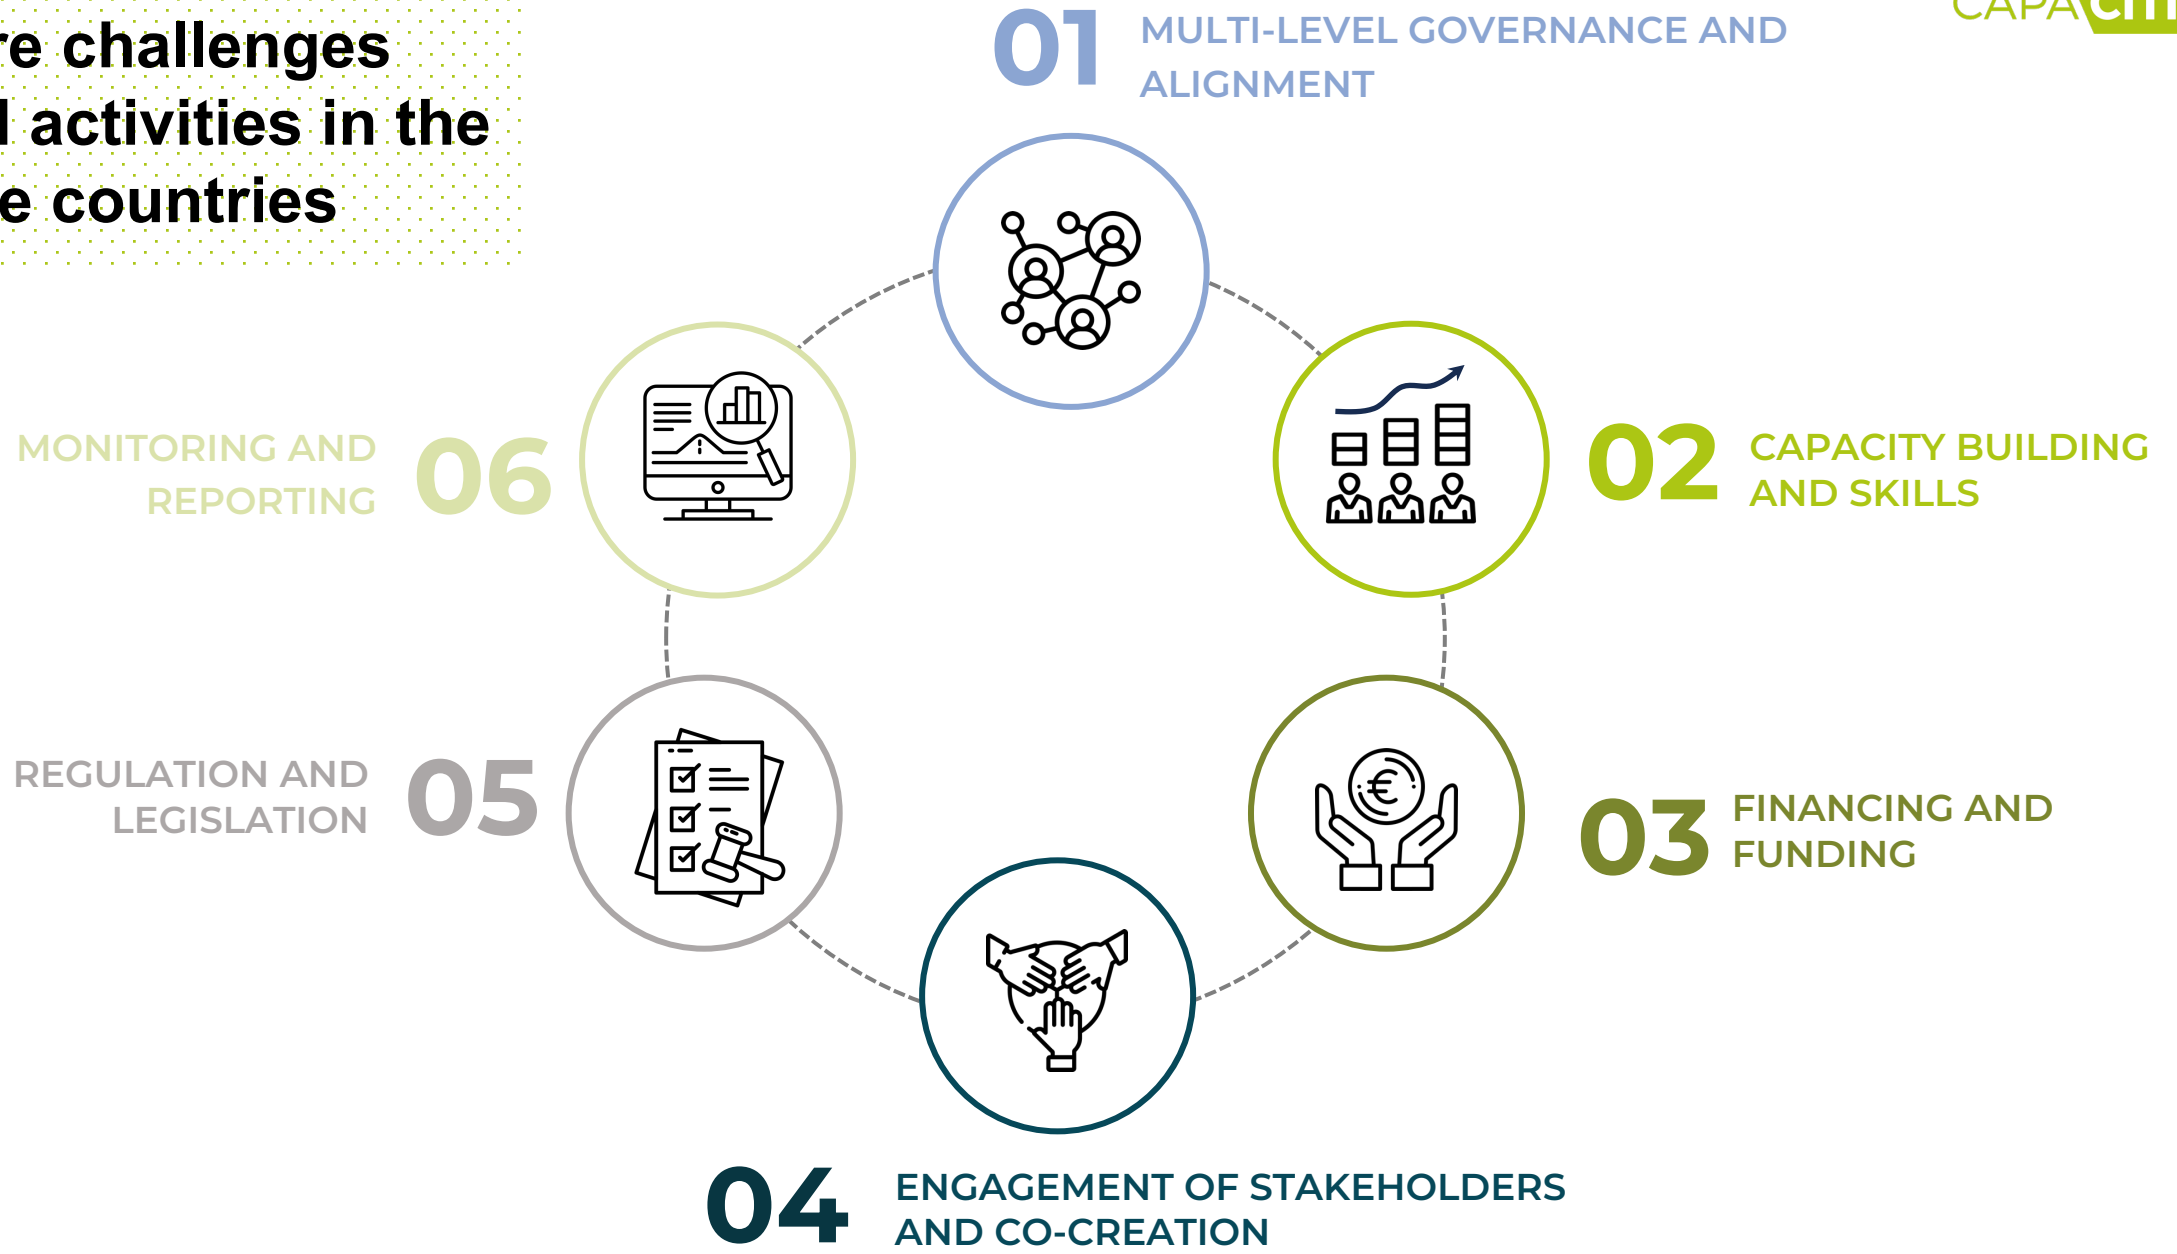 challenges
activities in the
countries
01
MULTI-LEVEL GOVERNANCE AND
ALIGNMENT
CAPA
02
CAPACITY BUILDING
AND SKILLS
03
FINANCING AND
FUNDING
04
ENGAGEMENT OF STAKEHOLDERS
AND CO-CREATION
05
REGULATION AND
LEGISLATION
06
MONITORING AND
REPORTING
€